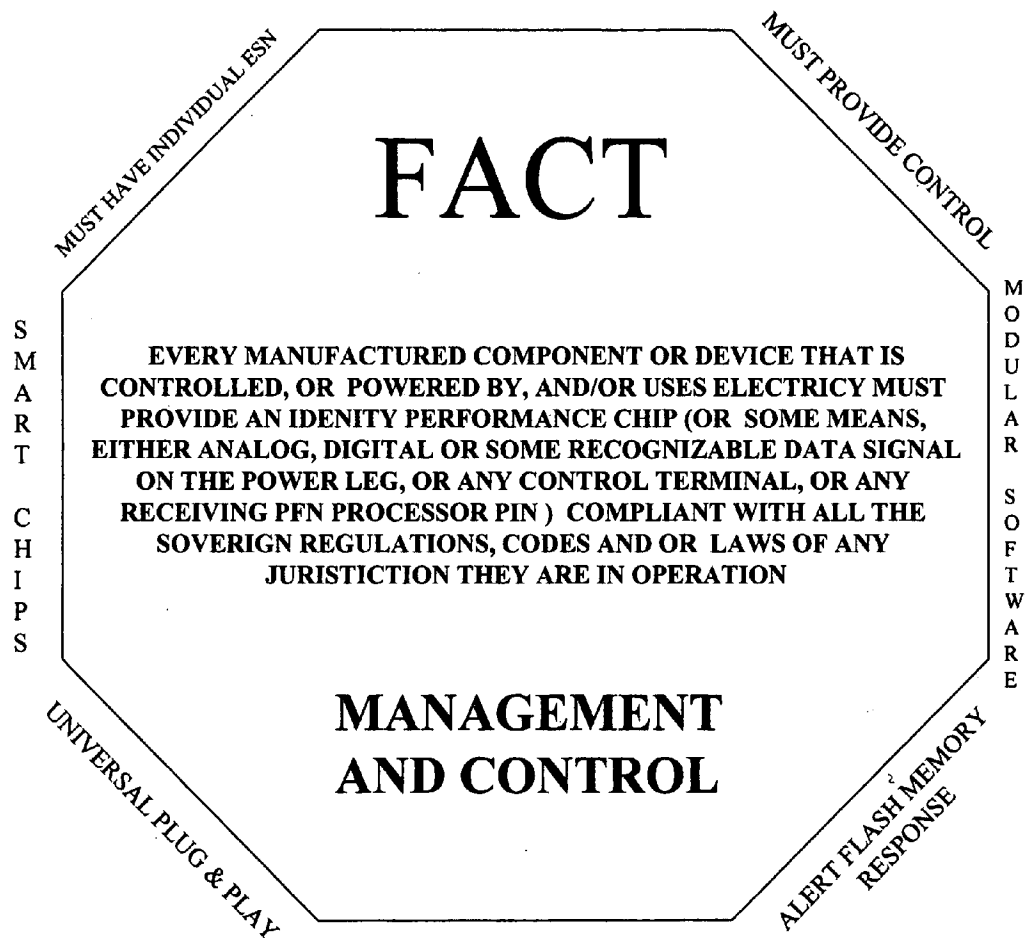 MUST HAVE INDIVIDUAL ESN
MUST PROVIDE CONTROL
FACT
SMART CHIPS
MODULAR SOFTWARE
EVERY MANUFACTURED COMPONENT OR DEVICE THAT IS
CONTROLLED, OR POWERED BY, AND/OR USES ELECTRICY MUST
PROVIDE AN IDENITY PERFORMANCE CHIP (OR SOME MEANS,
EITHER ANALOG, DIGITAL OR SOME RECOGNIZABLE DATA SIGNAL
ON THE POWER LEG, OR ANY CONTROL TERMINAL, OR ANY
RECEIVING PFN PROCESSOR PIN ) COMPLIANT WITH ALL THE
SOVERIGN REGULATIONS, CODES AND OR LAWS OF ANY
JURISTICTION THEY ARE IN OPERATION
MANAGEMENT
AND CONTROL
UNIVERSAL PLUG & PLAY
ALERT FLASH MEMORY
RESPONSE